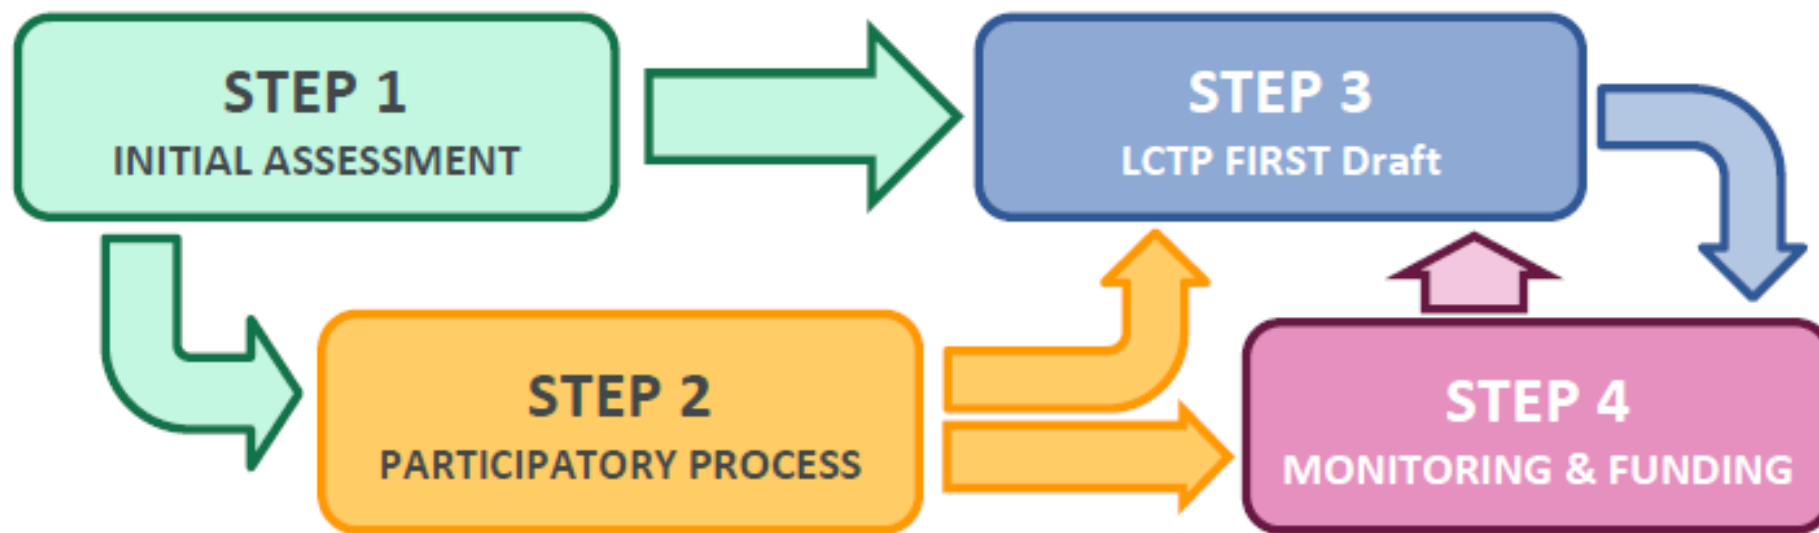 STEP 1
INITIAL ASSESSMENT
STEP 3
LCTP FIRST Draft
STEP 2
PARTICIPATORY PROCESS
STEP 4
MONITORING & FUNDING